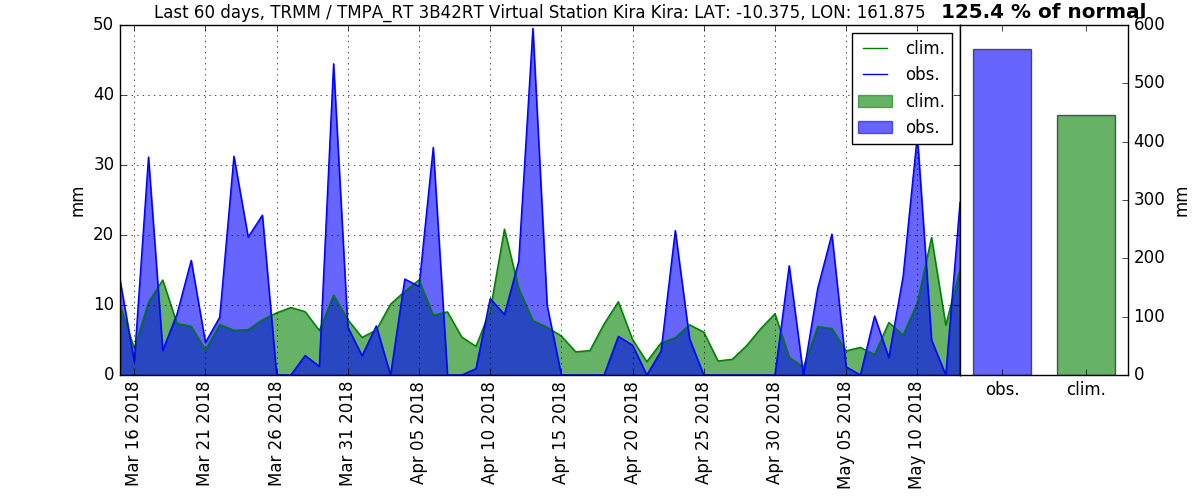 Last 60 days, TRMM / TMPA_RT 3B42RT Virtual Station Kira Kira: LAT: -10.375, LON: 161.875
125.4 % of normal
50
40
30
20
10
0
mm
clim.
obs.
clim.
obs.
600
500
400
300
200
100
0
mm
Mar 16 2018
Mar 21 2018
Mar 26 2018
Mar 31 2018
Apr 05 2018
Apr 10 2018
Apr 15 2018
Apr 20 2018
Apr 25 2018
Apr 30 2018
May 05 2018
May 10 2018
obs.
clim.